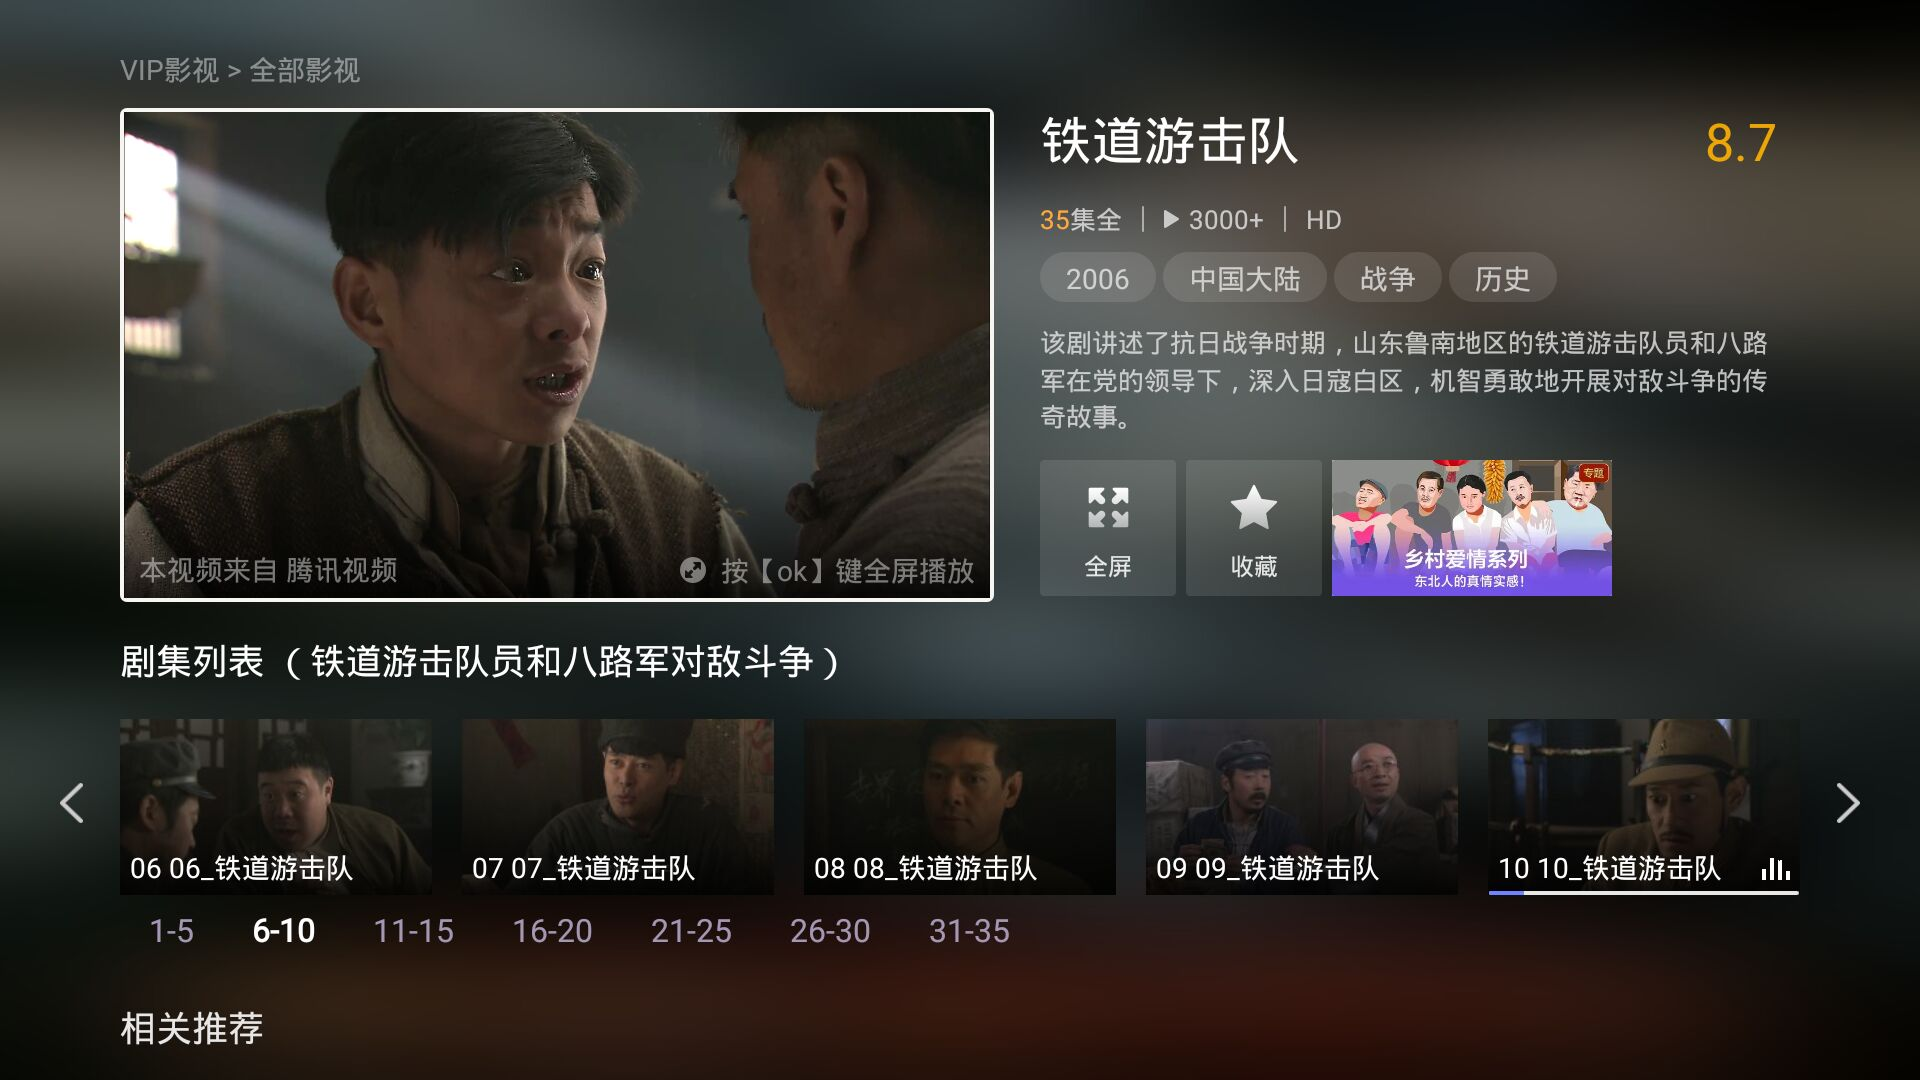 VIP影视 > 全部影视
本视频来自 腾讯视频
按【ok】键全屏播放
铁道游击队
8.7
35集全 | 3000+ | HD
2006 中国大陆 战争 历史
该剧讲述了抗日战争时期，山东鲁南地区的铁道游击队员和八路
军在党的领导下，深入日寇白区，机智勇敢地开展对敌斗争的传
奇故事。
全屏
收藏
专题
乡村爱情系列
东北人的真情实感！
剧集列表 （铁道游击队员和八路军对敌斗争）
06 06_铁道游击队
07 07_铁道游击队
08 08_铁道游击队
09 09_铁道游击队
10 10_铁道游击队
1-5 6-10 11-15 16-20 21-25 26-30 31-35
相关推荐